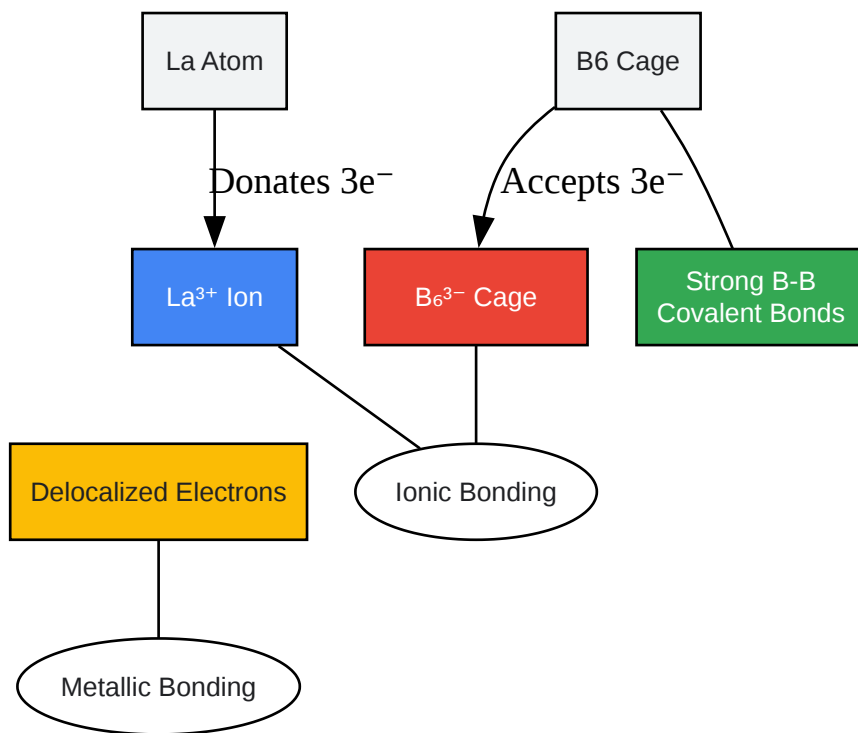 La Atom
B6 Cage
Donates 3e⁻
Accepts 3e⁻
La³⁺ Ion
B₆³⁻ Cage
Strong B-B
Covalent Bonds
Delocalized Electrons
Ionic Bonding
Metallic Bonding